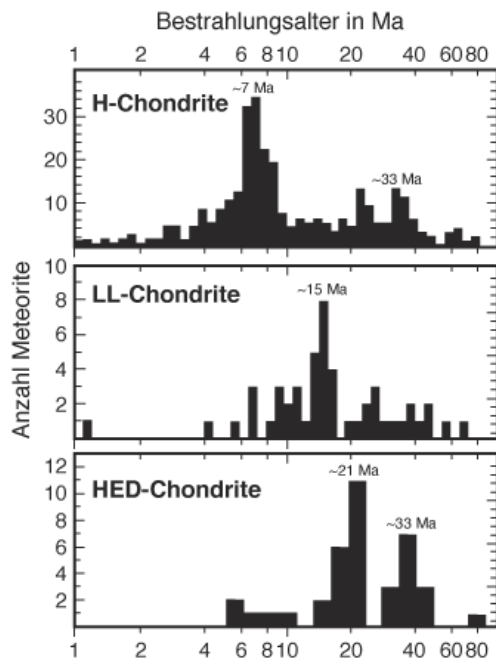 Bestrahlungsalter in Ma
1 2 4 6 8 10 20 40 60 80
H-Chondrite
~7 Ma
~33 Ma
30
20
10
Anzahl Meteorite
LL-Chondrite
~15 Ma
10
8
6
4
2
HED-Chondrite
~21 Ma
~33 Ma
12
10
8
6
4
2
1 2 4 6 8 10 20 40 60 80